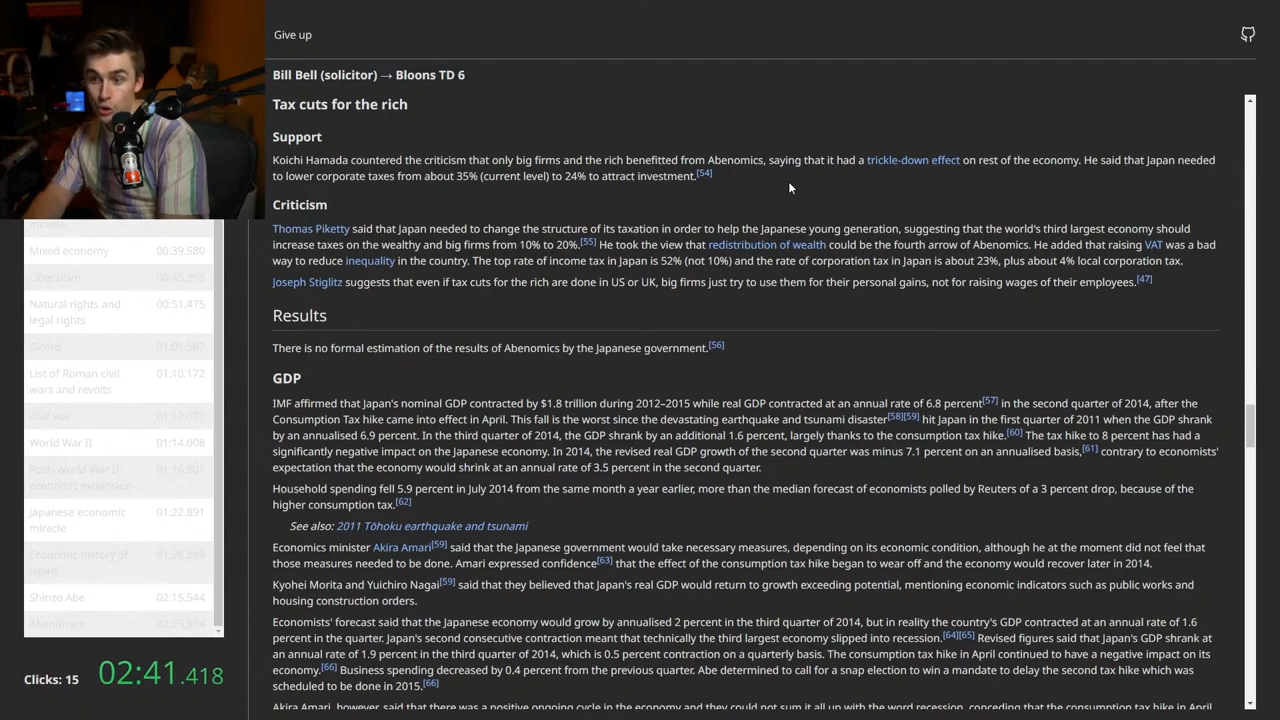 Give up
Bill Bell (solicitor) → Bloons TD 6
Tax cuts for the rich
Support
Koichi Hamada countered the criticism that only big firms and the rich benefitted from Abenomics, saying that it had a trickle-down effect on rest of the economy. He said that Japan needed
to lower corporate taxes from about 35% (current level) to 24% to attract investment.[54]
Criticism
Thomas Piketty said that Japan needed to change the structure of its taxation in order to help the Japanese young generation, suggesting that the world's third largest economy should
increase taxes on the wealthy and big firms from 10% to 20%.[55] He took the view that redistribution of wealth could be the fourth arrow of Abenomics. He added that raising VAT was a bad
way to reduce inequality in the country. The top rate of income tax in Japan is 52% (not 10%) and the rate of corporation tax in Japan is about 23%, plus about 4% local corporation tax.
Joseph Stiglitz suggests that even if tax cuts for the rich are done in US or UK, big firms just try to use them for their personal gains, not for raising wages of their employees.[47]
Results
There is no formal estimation of the results of Abenomics by the Japanese government.[56]
GDP
IMF affirmed that Japan's nominal GDP contracted by $1.8 trillion during 2012–2015 while real GDP contracted at an annual rate of 6.8 percent[57] in the second quarter of 2014, after the
Consumption Tax hike came into effect in April. This fall is the worst since the devastating earthquake and tsunami disaster[58][59] hit Japan in the first quarter of 2011 when the GDP shrank
by an annualised 6.9 percent. In the third quarter of 2014, the GDP shrank by an additional 1.6 percent, largely thanks to the consumption tax hike.[60] The tax hike to 8 percent has had a
significantly negative impact on the Japanese economy. In 2014, the revised real GDP growth of the second quarter was minus 7.1 percent on an annualised basis,[61] contrary to economists'
expectation that the economy would shrink at an annual rate of 3.5 percent in the second quarter.
Household spending fell 5.9 percent in July 2014 from the same month a year earlier, more than the median forecast of economists polled by Reuters of a 3 percent drop, because of the
higher consumption tax.[62]
See also: 2011 Tōhoku earthquake and tsunami
Economics minister Akira Amari[59] said that the Japanese government would take necessary measures, depending on its economic condition, although he at the moment did not feel that
those measures needed to be done. Amari expressed confidence[63] that the effect of the consumption tax hike began to wear off and the economy would recover later in 2014.
Kyohei Morita and Yuichiro Nagai[59] said that they believed that Japan's real GDP would return to growth exceeding potential, mentioning economic indicators such as public works and
housing construction orders.
Economists' forecast said that the Japanese economy would grow by annualised 2 percent in the third quarter of 2014, but in reality the country's GDP contracted at an annual rate of 1.6
percent in the quarter. Japan's second consecutive contraction meant that technically the third largest economy slipped into recession.[64][65] Revised figures said that Japan's GDP shrank at
an annual rate of 1.9 percent in the third quarter of 2014, which is 0.5 percent contraction on a quarterly basis. The consumption tax hike in April continued to have a negative impact on its
economy.[66] Business spending decreased by 0.4 percent from the previous quarter. Abe determined to call for a snap election to win a mandate to delay the second tax hike which was
scheduled to be done in 2015.[66]
Akira Amari, however, said that there was a positive ongoing cycle in the economy and they could not sum it all up with the word recession, conceding that the consumption tax hike in April
miracle
Mixed economy 00:39.580
Liberalism 00:45.395
Natural rights and 00:51.475
legal rights
01:01.587
List of Roman civil 01:10.172
wars and revolts
Civil war 01:12.077
World War II 01:14.008
Post–World War II 01:16.801
economic expansion
Japanese economic 01:22.891
miracle
Economic history of 01:28.899
Japan
Shinzo Abe 02:15.544
Abenomics
Clicks: 15 02:41.418